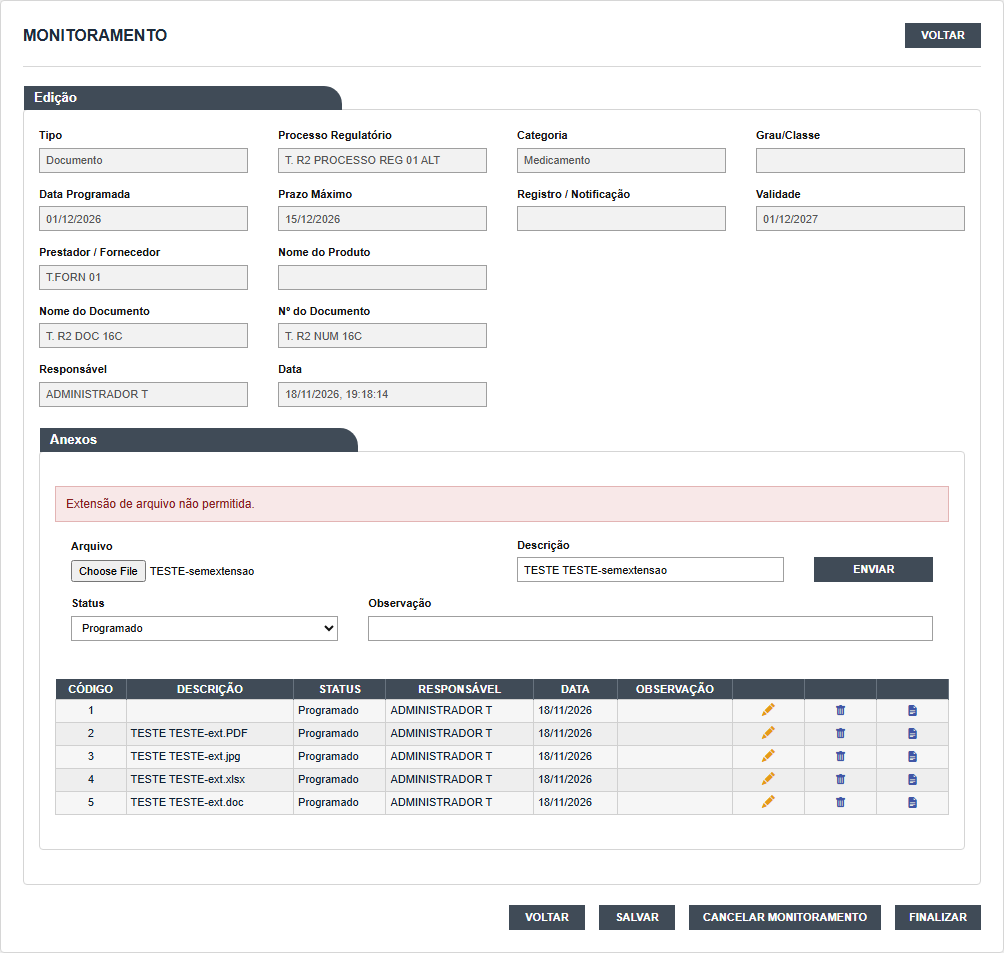 MONITORAMENTO VOLTAR
Edição
Tipo Processo Regulatório Categoria Grau/Classe
Documento T. R2 PROCESSO REG 01 ALT Medicamento
Data Programada Prazo Máximo Registro / Notificação Validade
01/12/2026 15/12/2026 01/12/2027
Prestador / Fornecedor Nome do Produto
T.FORN 01
Nome do Documento Nº do Documento
T. R2 DOC 16C T. R2 NUM 16C
Responsável Data
ADMINISTRADOR T 18/11/2026, 19:18:14
Anexos
Extensão de arquivo não permitida.
Arquivo Descrição
Choose File TESTE-semextensao TESTE TESTE-semextensao ENVIAR
Status Observação
Programado
CÓDIGO DESCRIÇÃO STATUS RESPONSÁVEL DATA OBSERVAÇÃO
1 Programado ADMINISTRADOR T 18/11/2026
2 TESTE TESTE-ext.PDF Programado ADMINISTRADOR T 18/11/2026
3 TESTE TESTE-ext.jpg Programado ADMINISTRADOR T 18/11/2026
4 TESTE TESTE-ext.xlsx Programado ADMINISTRADOR T 18/11/2026
5 TESTE TESTE-ext.doc Programado ADMINISTRADOR T 18/11/2026
VOLTAR SALVAR CANCELAR MONITORAMENTO FINALIZAR